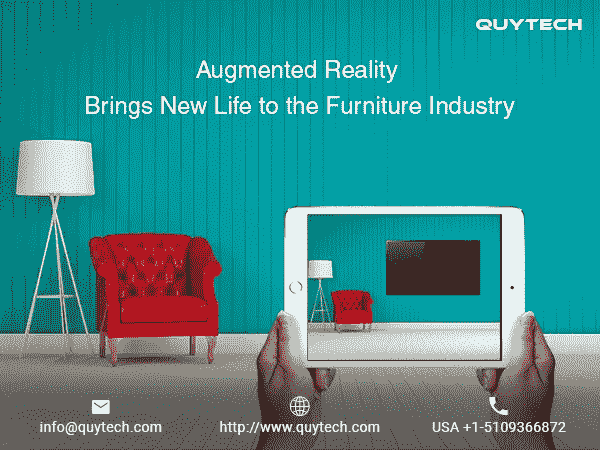 QUYTECH
Augmented Reality
Brings New Life to the Furniture Industry
info@quytech.com
http://www.quytech.com
USA +1-5109366872